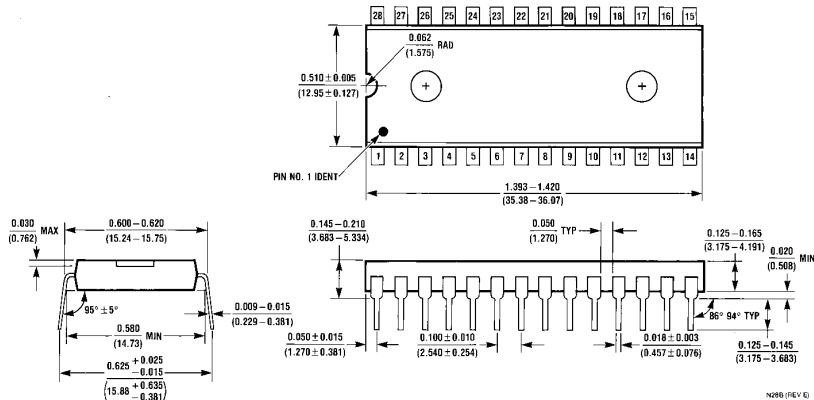 28 27 26 25 24 23 22 21 20 19 18 17 16 15
0.062
(1.575)
RAD
0.510 ± 0.005
(12.95 ± 0.127)
PIN NO. 1 IDENT
1 2 3 4 5 6 7 8 9 10 11 12 13 14
1.393 – 1.420
(35.38 – 36.07)
0.030
(0.762)
MAX
0.600 – 0.620
(15.24 – 15.75)
95° ±5°
0.580
(14.73)
MIN
0.009 – 0.015
(0.229 – 0.381)
0.625 +0.025
−0.015
(15.88 +0.635
−0.381)
0.145 – 0.210
(3.683 – 5.334)
0.050
(1.270)
TYP
0.125 – 0.165
(3.175 – 4.191)
0.020
(0.508)
MIN
86° 94° TYP
0.050 ± 0.015
(1.270 ± 0.381)
0.100 ± 0.010
(2.540 ± 0.254)
0.018 ± 0.003
(0.457 ± 0.076)
0.125 – 0.145
(3.175 – 3.683)
N28B (REV E)